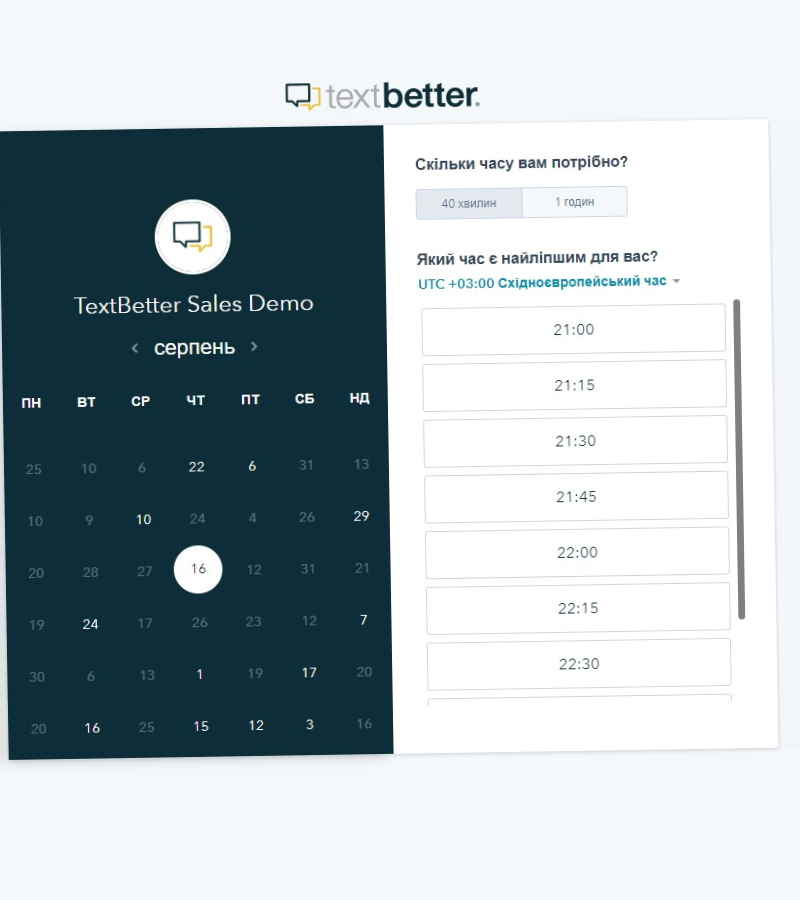 textbetter.
TextBetter Sales Demo
серпень
ПН ВТ СР ЧТ ПТ СБ НД
25 10 6 22 6 31 13
10 9 10 24 4 26 29
20 28 27 16 12 31 21
19 24 17 26 23 12 7
30 6 13 1 19 17 20
20 16 25 15 12 3 16
Скільки часу вам потрібно?
40 хвилин 1 годин
Який час є найліпшим для вас?
UTC +03:00 Східноєвропейський час
21:00
21:15
21:30
21:45
22:00
22:15
22:30